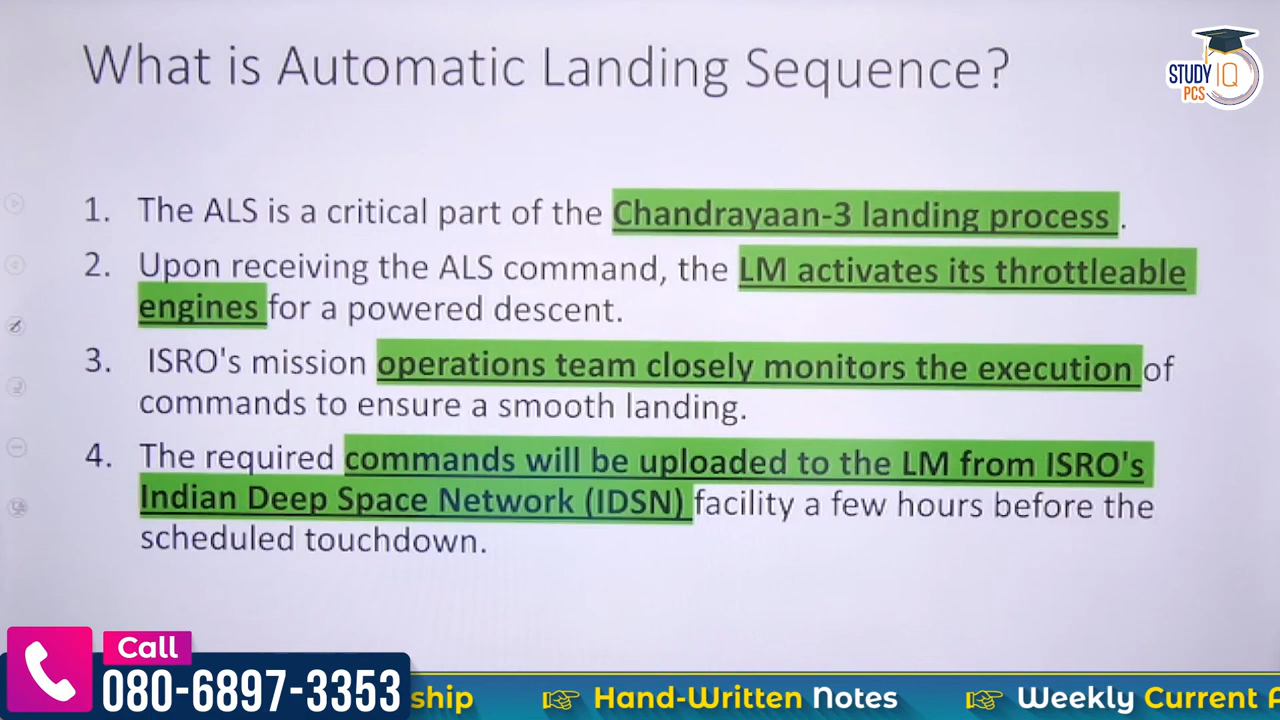 What is Automatic Landing Sequence?
STUDY IQ
PCS
1. The ALS is a critical part of the Chandrayaan-3 landing process.
2. Upon receiving the ALS command, the LM activates its throttleable
engines for a powered descent.
3. ISRO's mission operations team closely monitors the execution of
commands to ensure a smooth landing.
4. The required commands will be uploaded to the LM from ISRO's
Indian Deep Space Network (IDSN) facility a few hours before the
scheduled touchdown.
Call
080-6897-3353
ship Hand-Written Notes Weekly Current